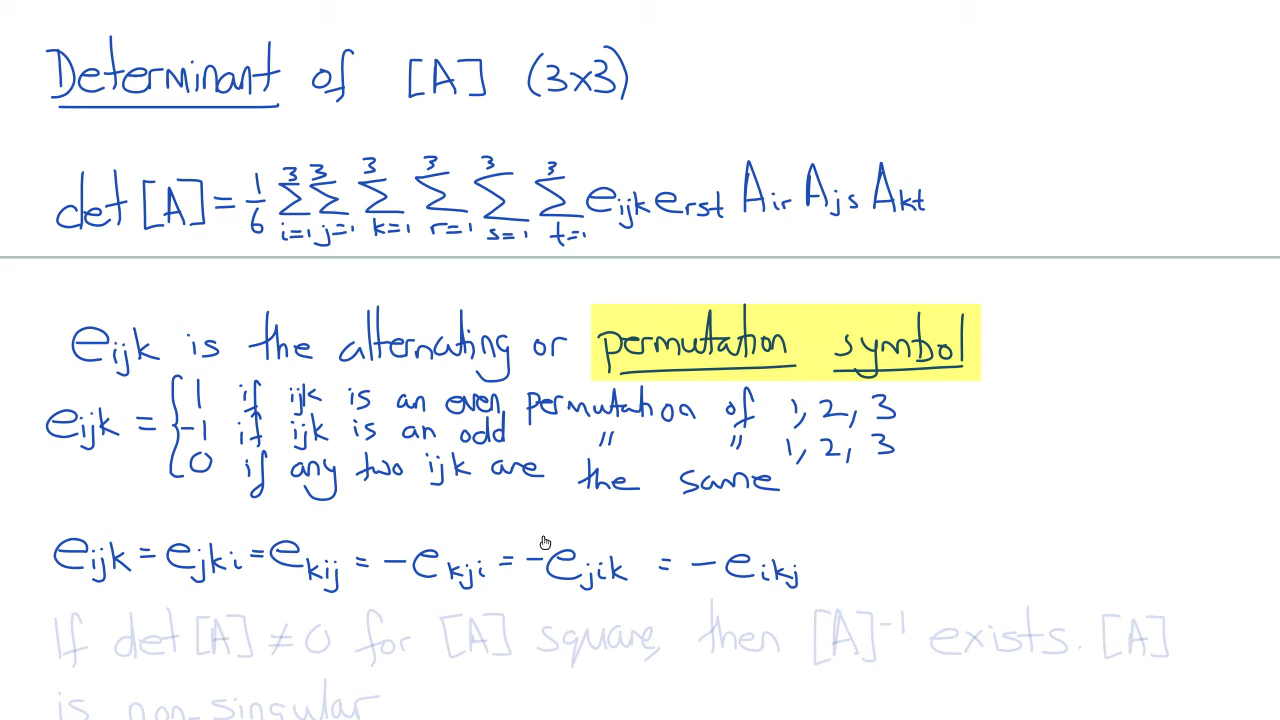 Determinant of [A] (3x3)
det [A] = 1/6 3∑i=1 3∑j=1 3∑k=1 3∑r=1 3∑s=1 3∑t=1 eijk erst Air Ajs Akt
eijk is the alternating or permutation symbol
eijk = { 1 if ijk is an even permutation of 1, 2, 3
-1 if ijk is an odd " " 1, 2, 3
0 if any two ijk are the same
eijk = ejki = ekij = -ekji = -ejik = -eikj
If det [A] ≠ 0 for [A] square, then [A]-1 exists. [A]
is non-singular